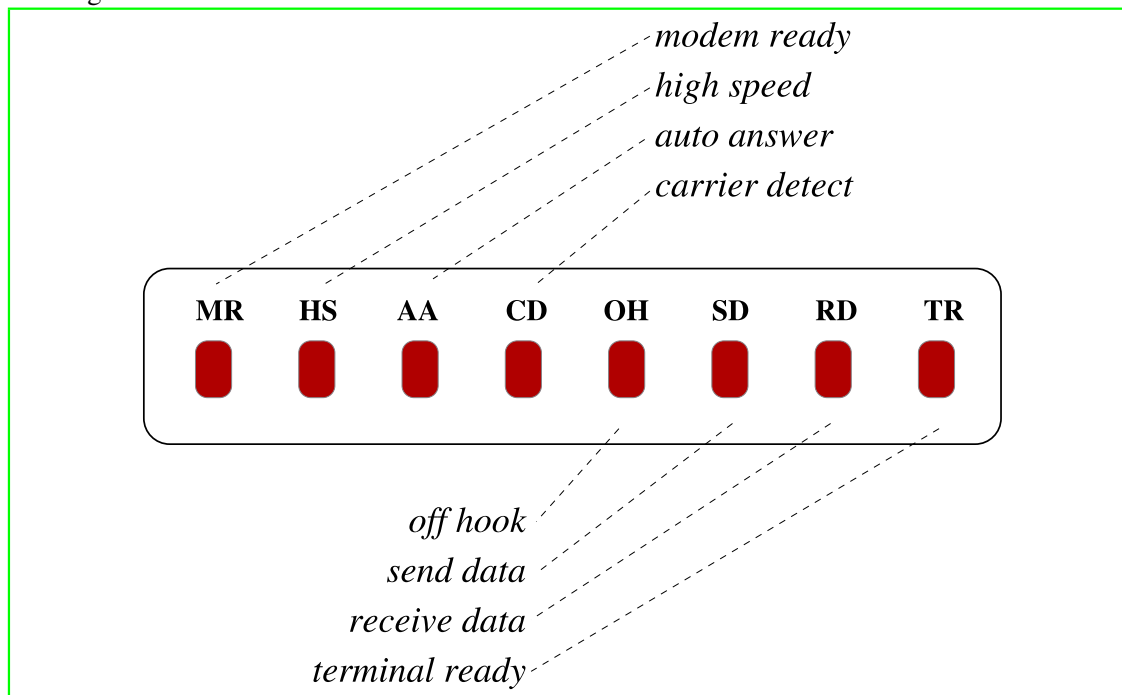 modem ready
high speed
auto answer
carrier detect
MR HS AA CD OH SD RD TR
off hook
send data
receive data
terminal ready